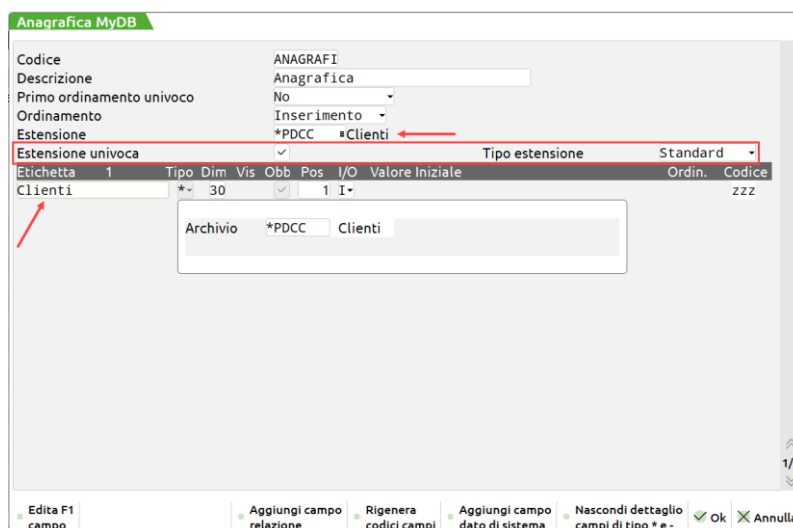 Anagrafica MyDB
Codice ANAGRAFI
Descrizione Anagrafica
Primo ordinamento univoco No
Ordinamento Inserimento
Estensione *PDCC Clienti
Estensione univoca Tipo estensione Standard
Etichetta 1 Tipo Dim Vis Obb Pos I/O Valore Iniziale Ordin. Codice
Clienti * 30 1 I zzz
Archivio *PDCC Clienti
1/
Edita F1 campo
Aggiungi campo relazione
Rigenera codici campi
Aggiungi campo dato di sistema
Nascondi dettaglio campi di tipo * e -
Ok
Annulla